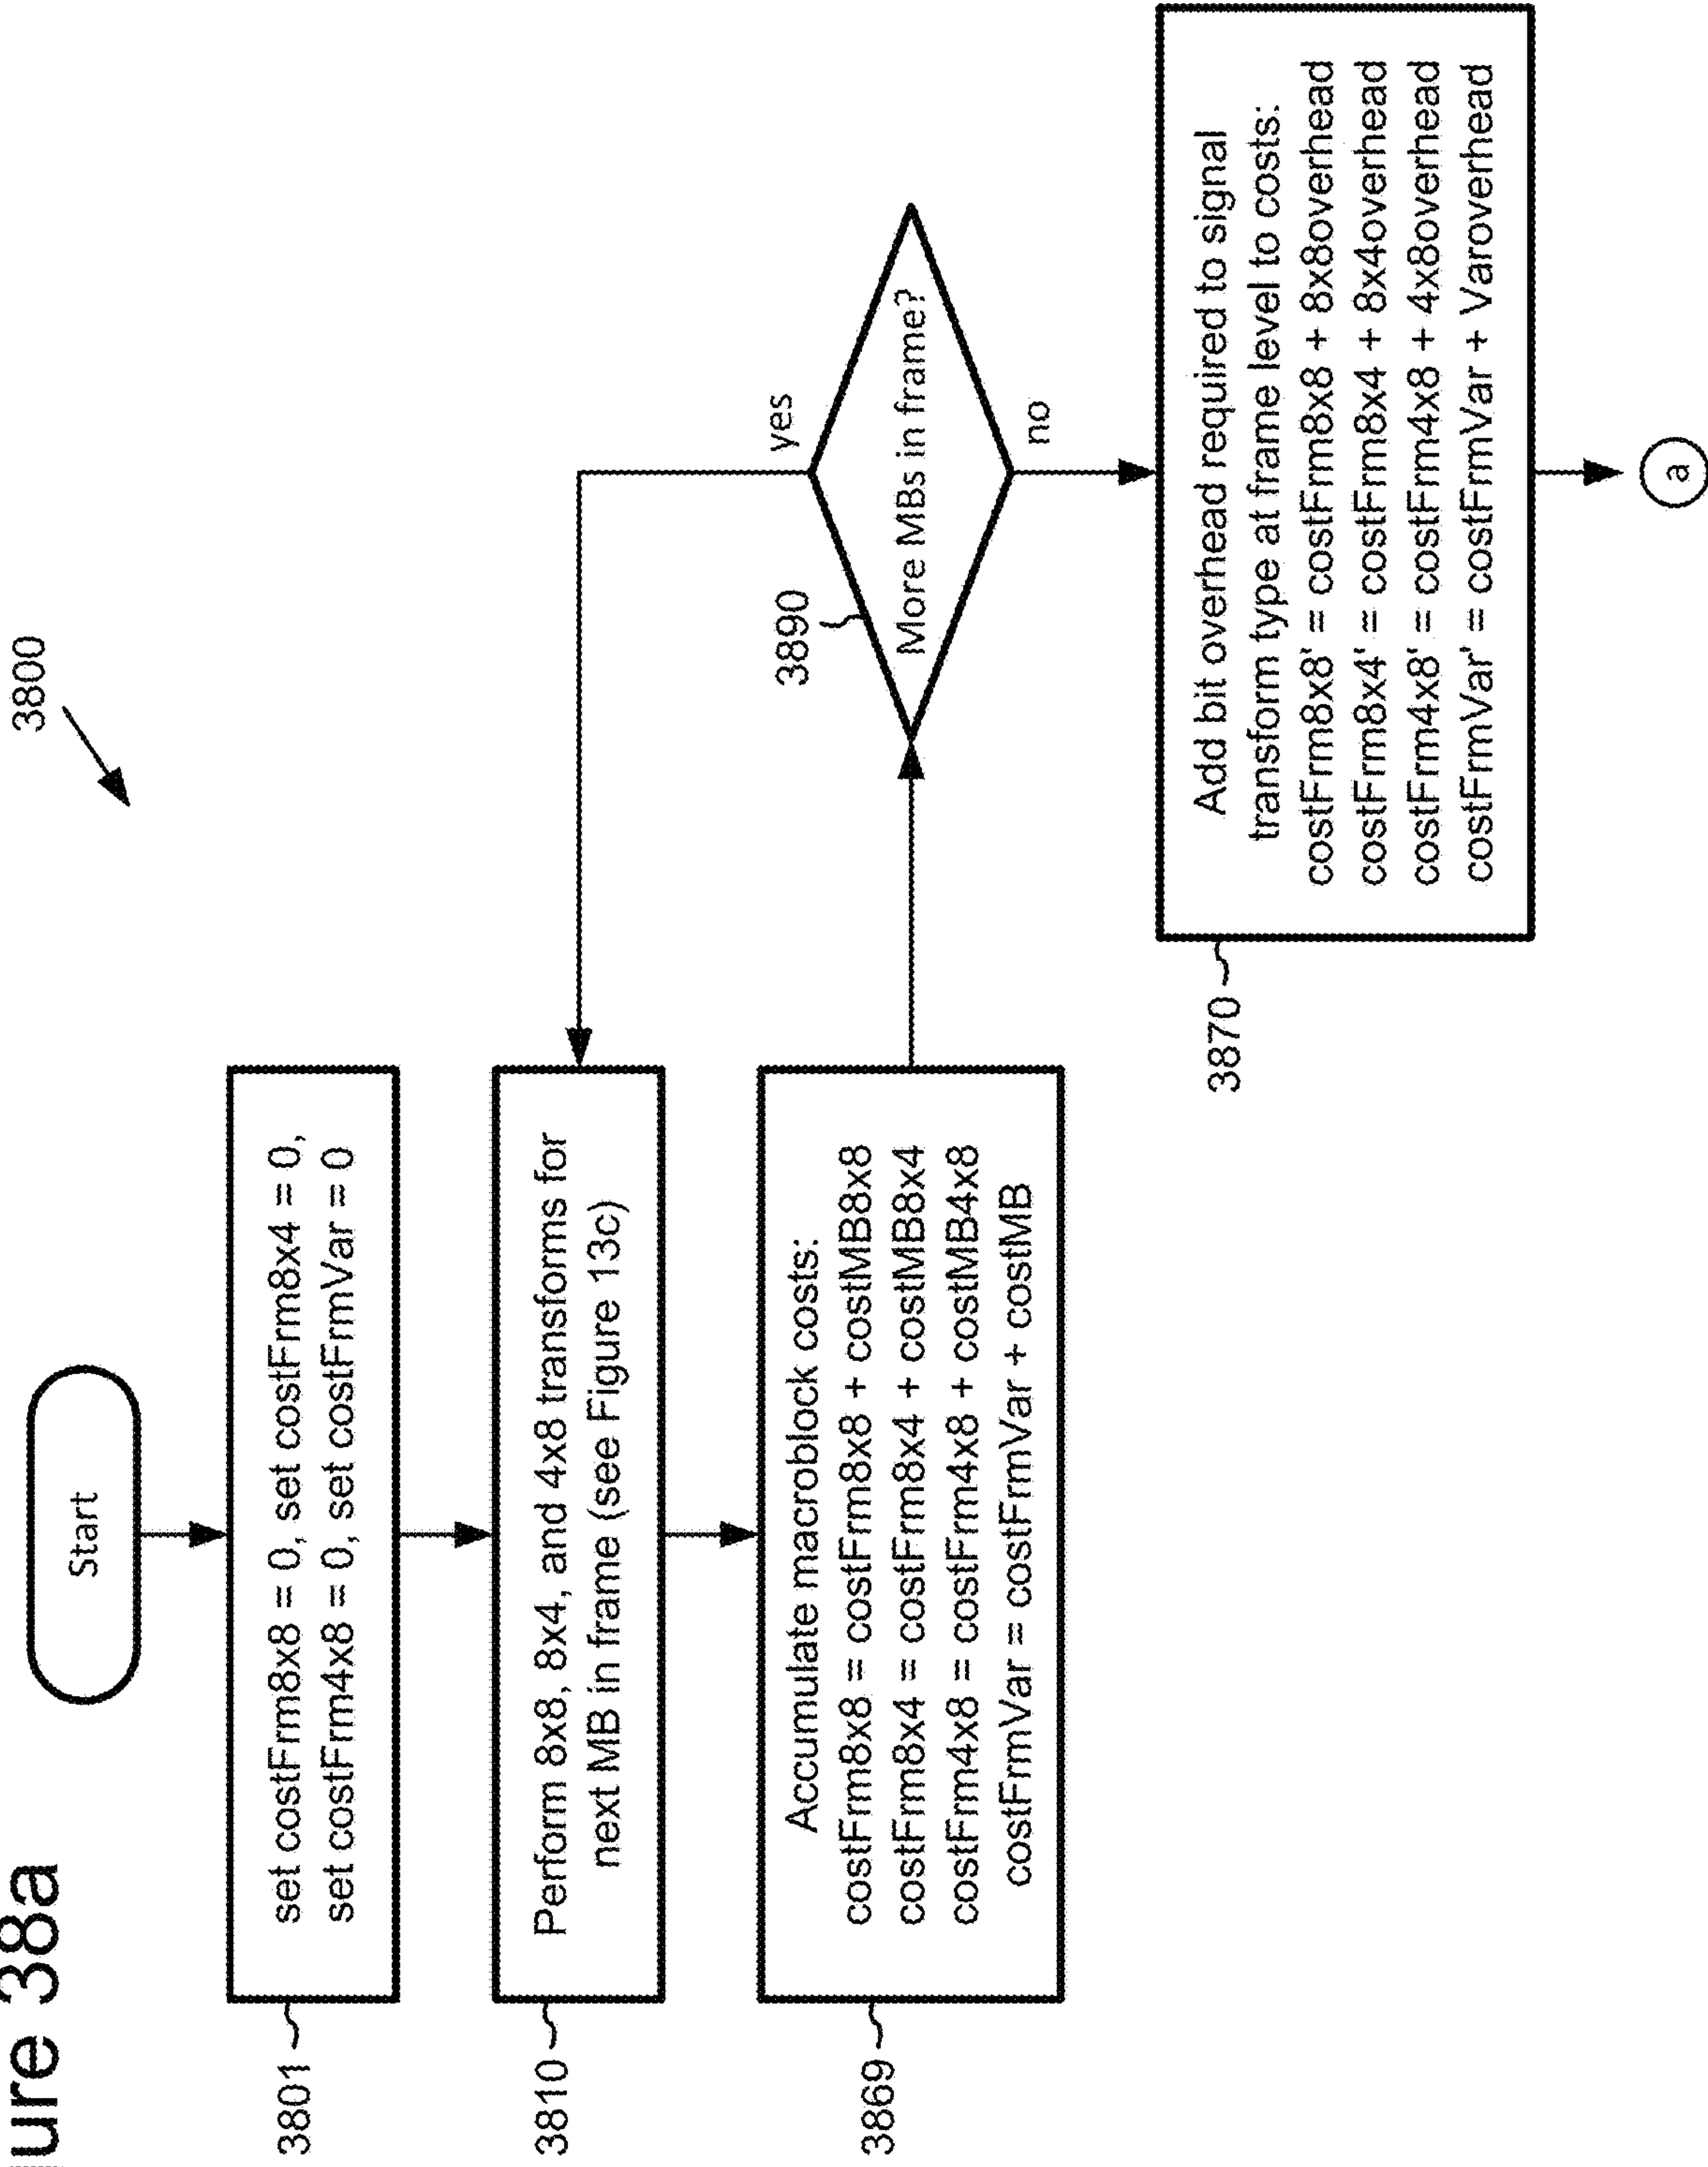 ure 38a
3800
Start
3801
set costFrm8x8 = 0, set costFrm8x4 = 0,
set costFrm4x8 = 0, set costFrmVar = 0
3810
Perform 8x8, 8x4, and 4x8 transforms for
next MB in frame (see Figure 13c)
3869
Accumulate macroblock costs:
costFrm8x8 = costFrm8x8 + costMB8x8
costFrm8x4 = costFrm8x4 + costMB8x4
costFrm4x8 = costFrm4x8 + costMB4x8
costFrmVar = costFrmVar + costMB
3890
yes
More MBs in frame?
no
3870
Add bit overhead required to signal
transform type at frame level to costs:
costFrm8x8' = costFrm8x8 + 8x8overhead
costFrm8x4' = costFrm8x4 + 8x4overhead
costFrm4x8' = costFrm4x8 + 4x8overhead
costFrmVar' = costFrmVar + Varoverhead
a